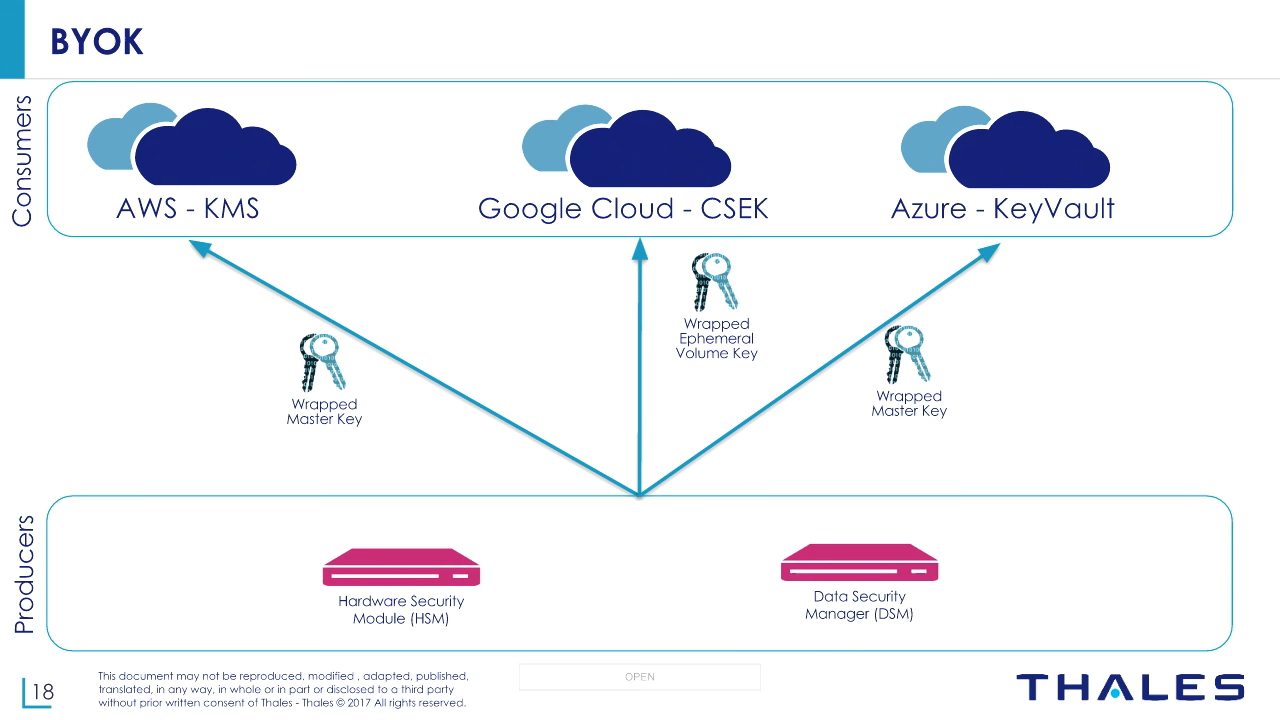 BYOK
Consumers
AWS - KMS
Google Cloud - CSEK
Azure - KeyVault
Wrapped
Ephemeral
Volume Key
Wrapped
Master Key
Wrapped
Master Key
Producers
Hardware Security
Module (HSM)
Data Security
Manager (DSM)
18
This document may not be reproduced, modified , adapted, published,
translated, in any way, in whole or in part or disclosed to a third party
without prior written consent of Thales - Thales © 2017 All rights reserved.
OPEN
THALES